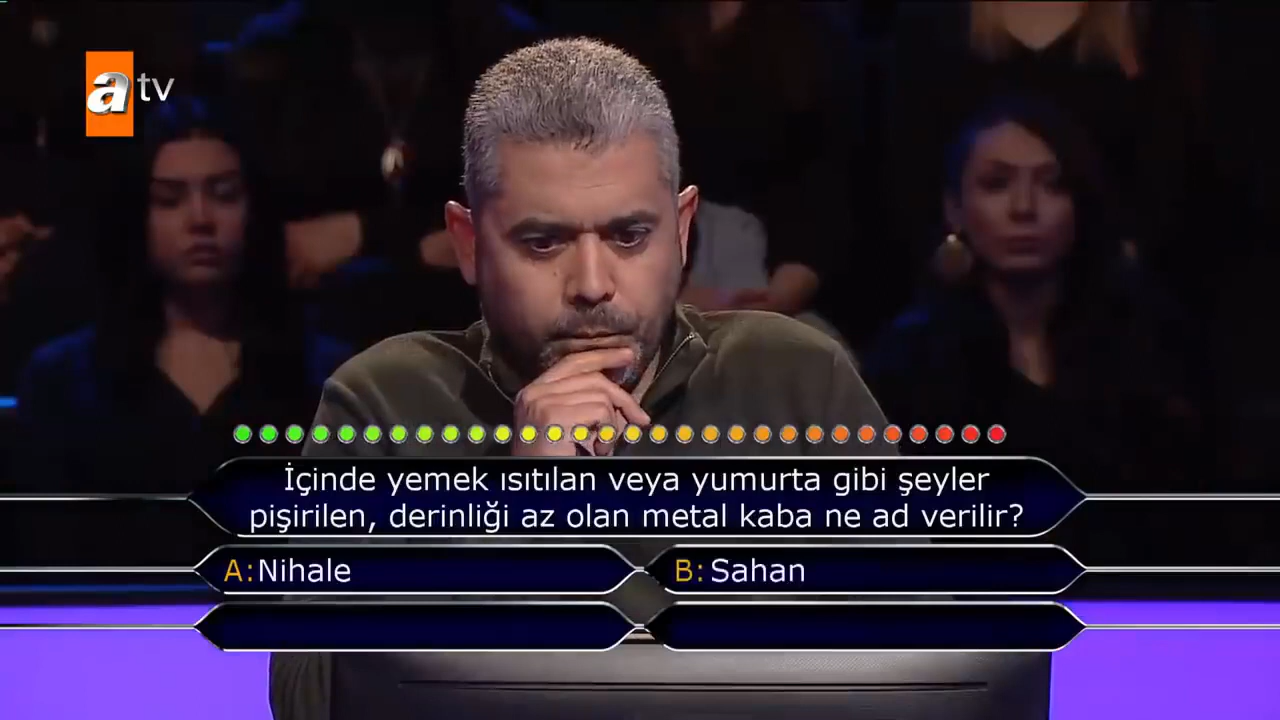 atv
İçinde yemek ısıtılan veya yumurta gibi şeyler
pişirilen, derinliği az olan metal kaba ne ad verilir?
A: Nihale
B: Sahan